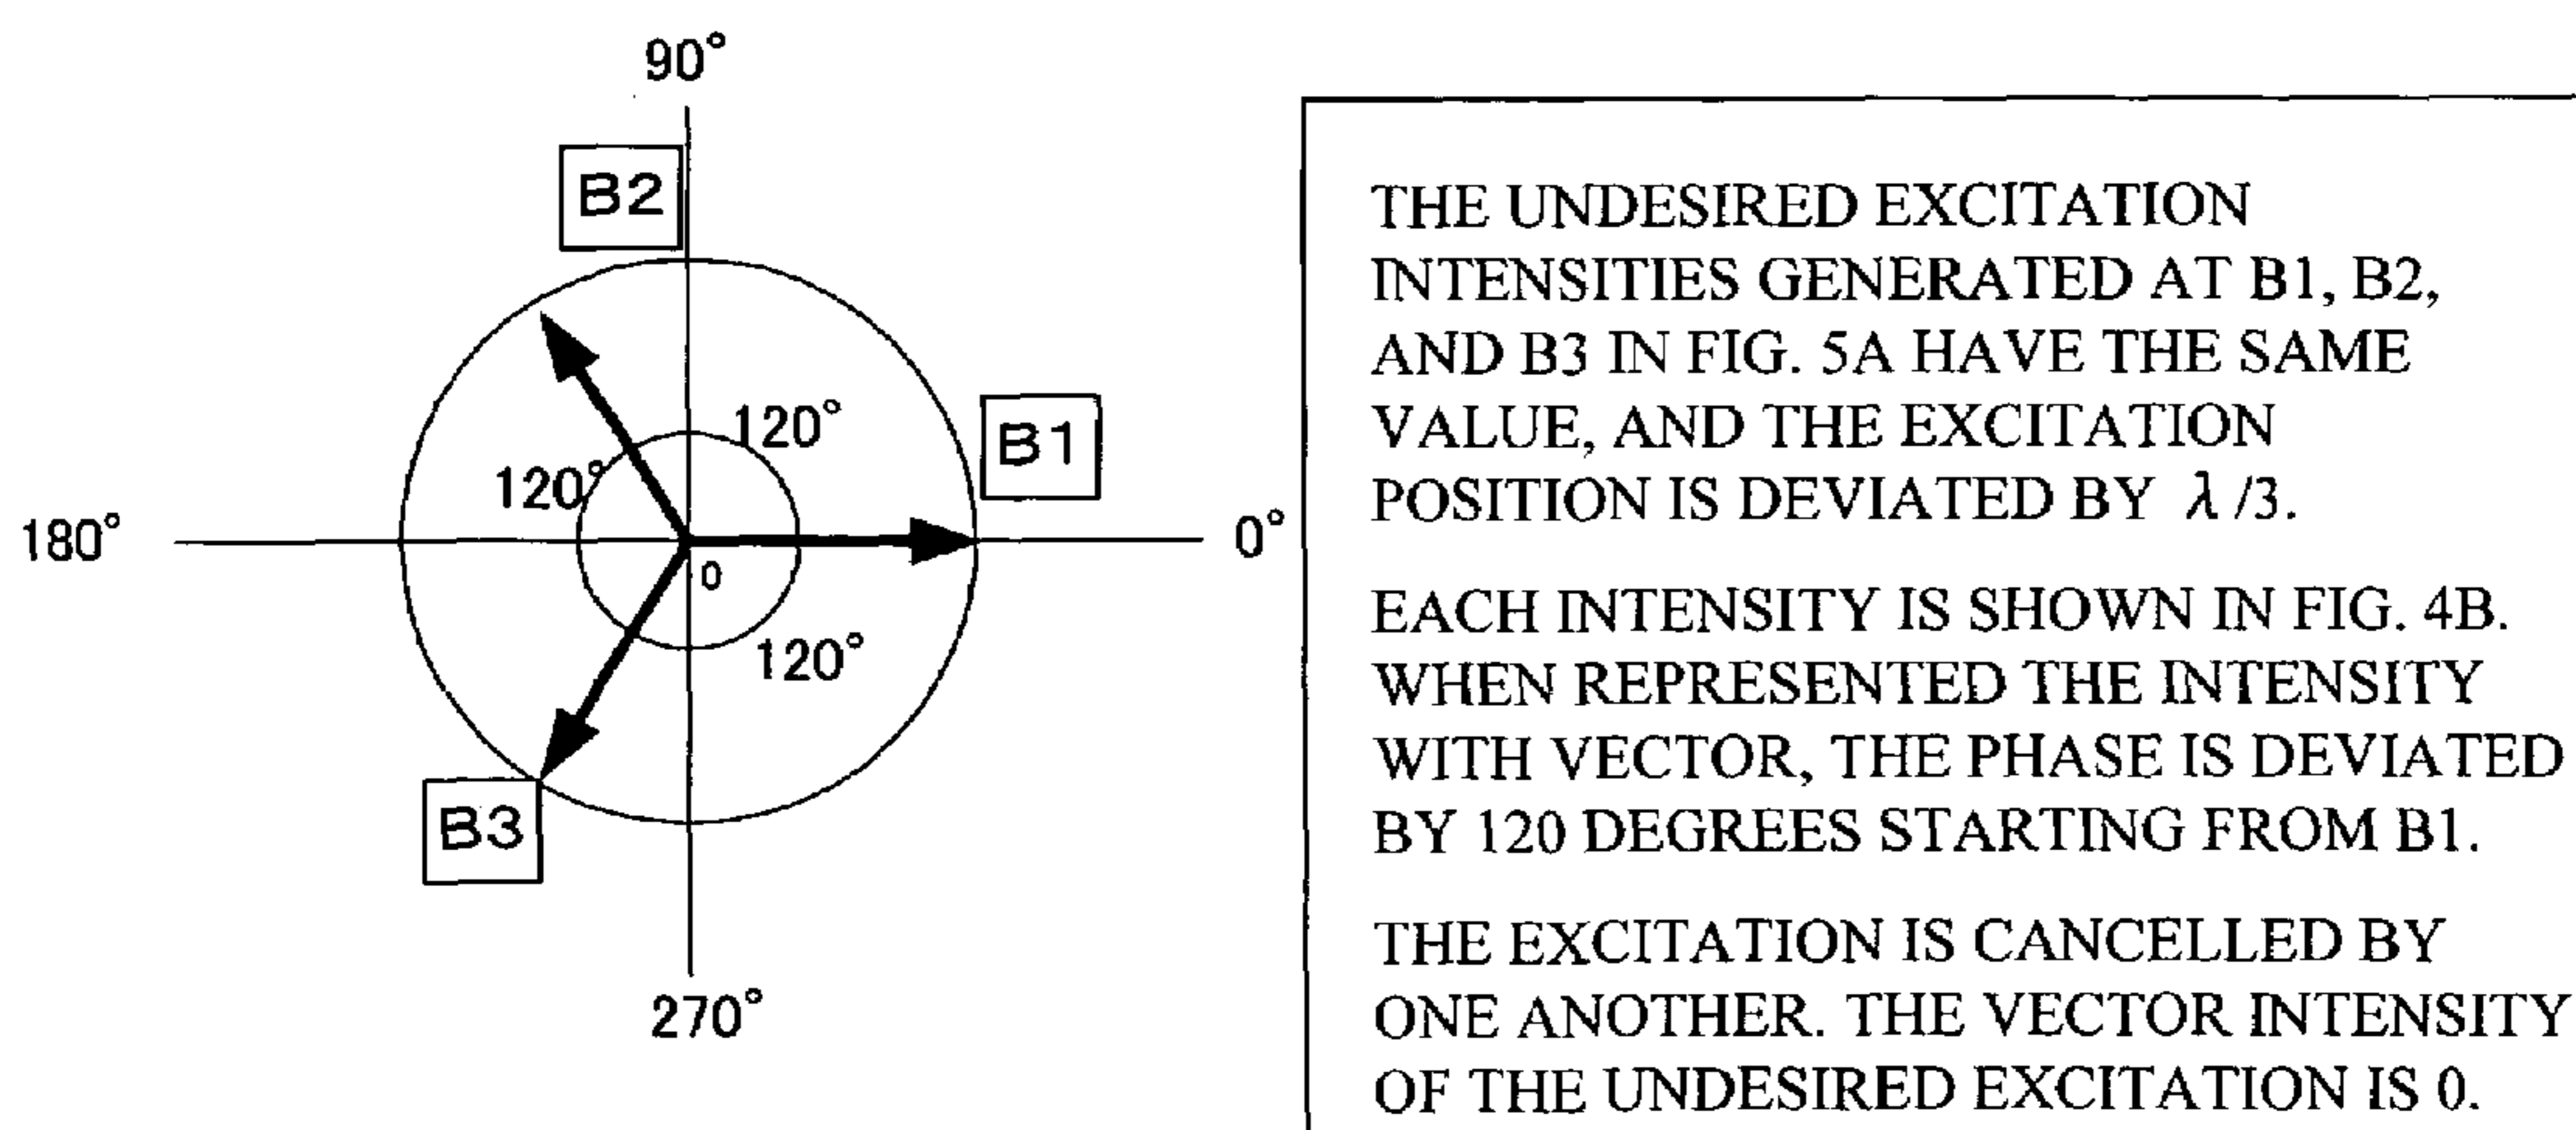 90°
B2
120°
B1
120°
180°
0°
0
120°
B3
270°
THE UNDESIRED EXCITATION
INTENSITIES GENERATED AT B1, B2,
AND B3 IN FIG. 5A HAVE THE SAME
VALUE, AND THE EXCITATION
POSITION IS DEVIATED BY λ/3.
EACH INTENSITY IS SHOWN IN FIG. 4B.
WHEN REPRESENTED THE INTENSITY
WITH VECTOR, THE PHASE IS DEVIATED
BY 120 DEGREES STARTING FROM B1.
THE EXCITATION IS CANCELLED BY
ONE ANOTHER. THE VECTOR INTENSITY
OF THE UNDESIRED EXCITATION IS 0.